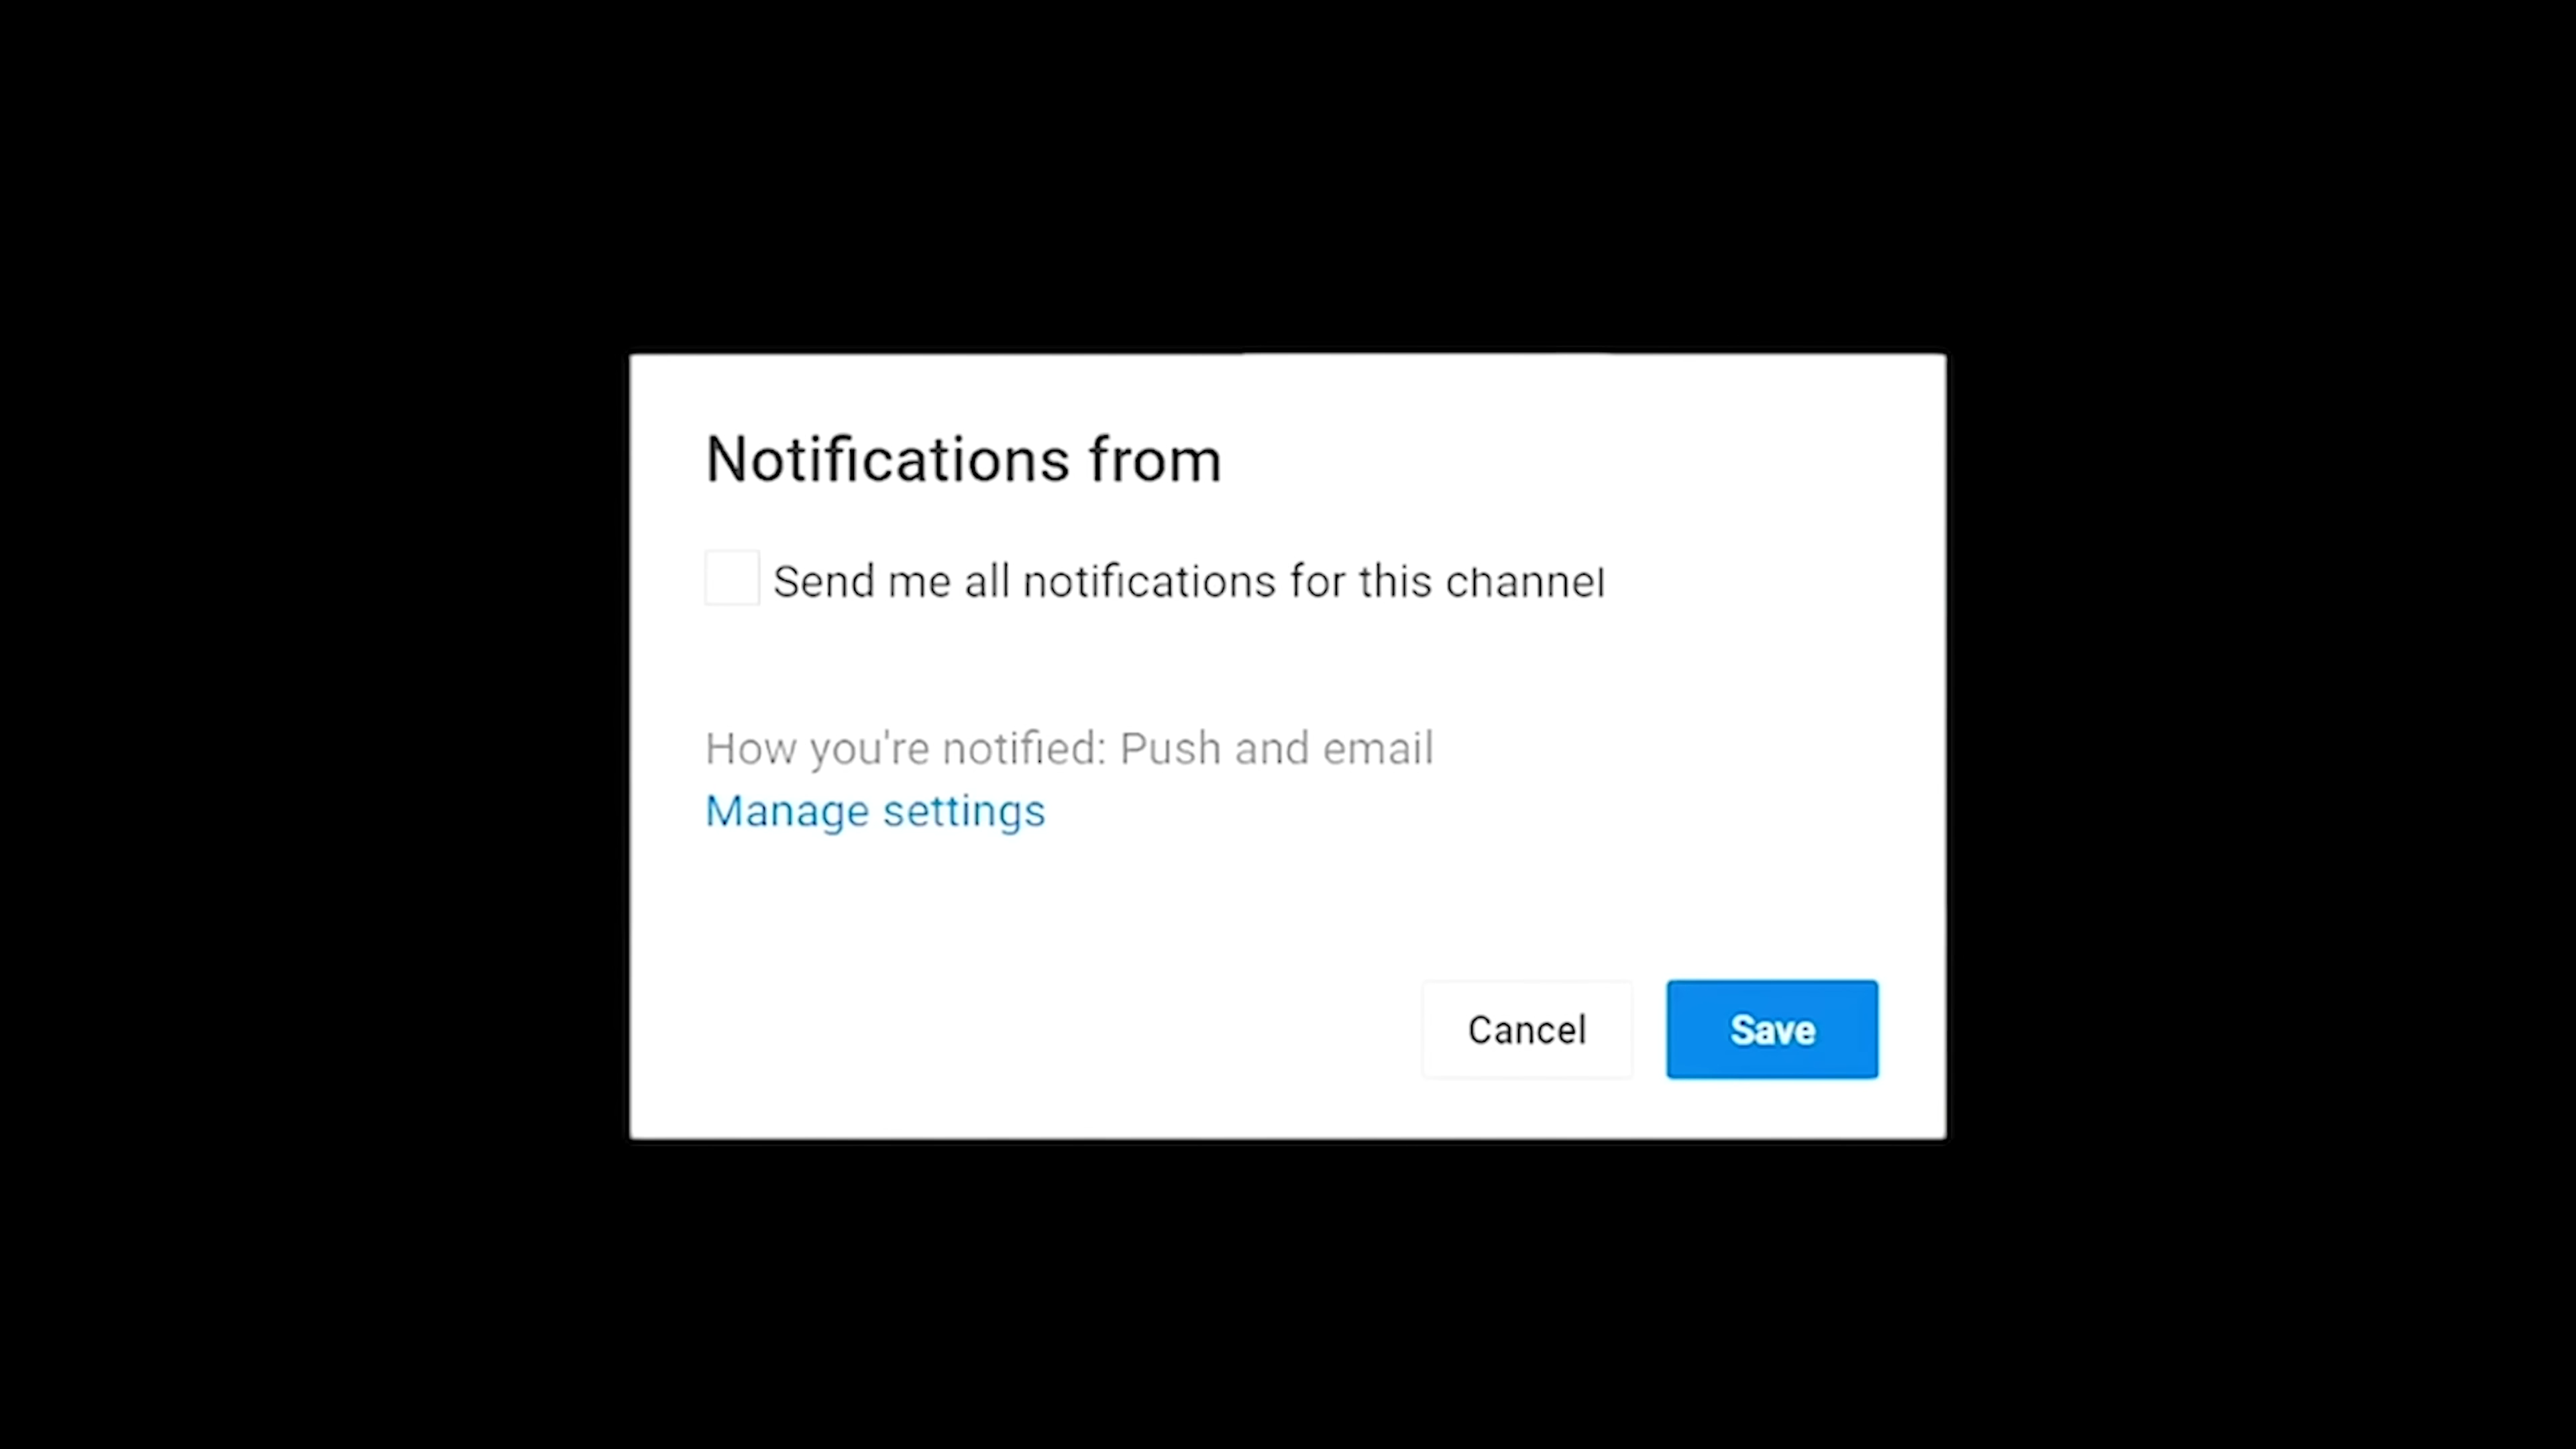 Notifications from
Send me all notifications for this channel
How you're notified: Push and email
Manage settings
Cancel
Save